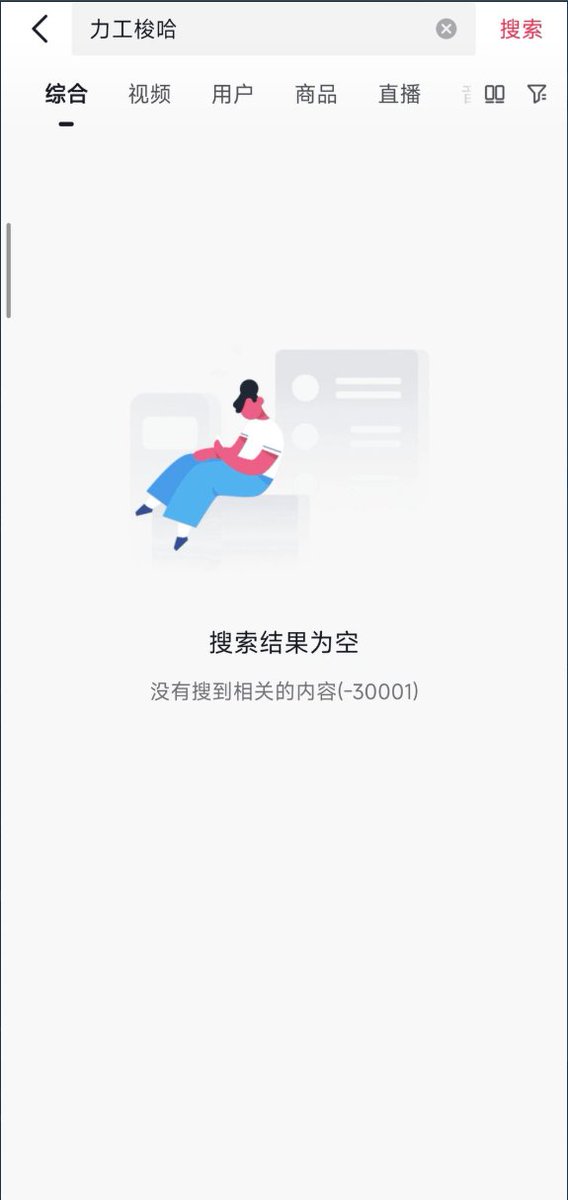 力工梭哈 搜索
综合 视频 用户 商品 直播
搜索结果为空
没有搜到相关的内容(-30001)